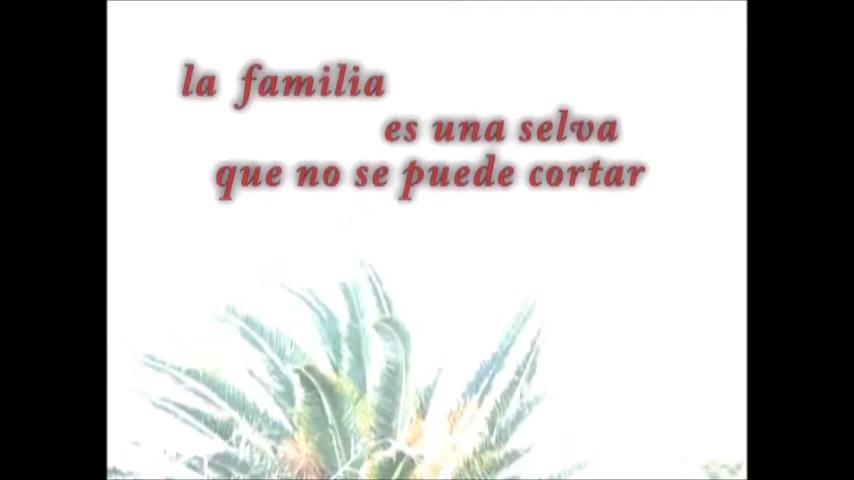 la familia
es una selva
que no se puede cortar